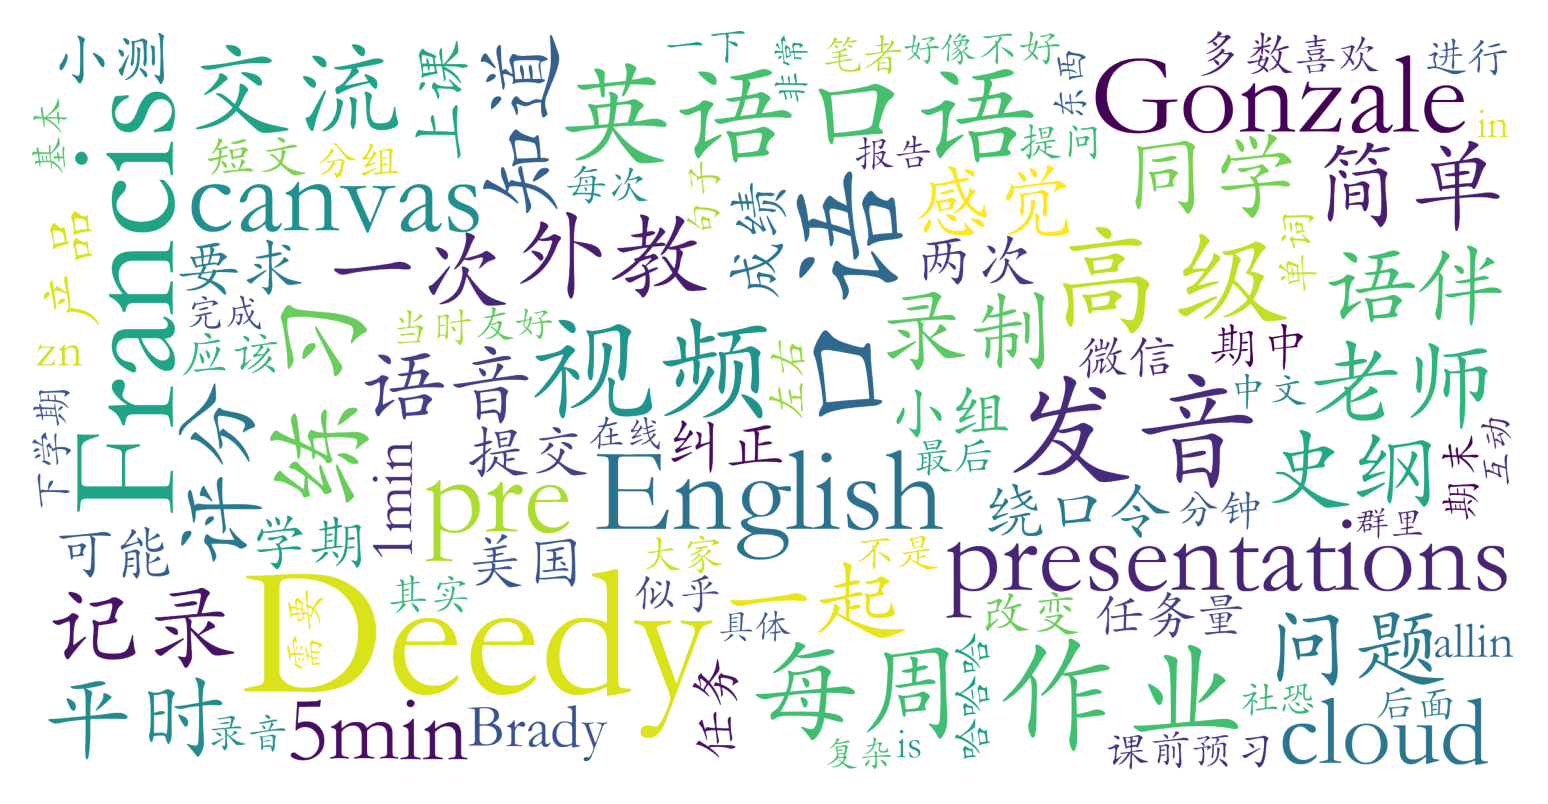 小测
交流
上课
知道
一下
非常
笔者
好像不好
东西
多数喜欢
进行
英语口语
Gonzale
in
基本
Francis
短文
分组
canvas
每次
句子
报告
提问
同学
简单
感觉
成绩
口语
产品
要求
一次
外教
两次
高级
单词
语伴
完成
zn
应该
练习
当时友好
录制
微信
期中
语音
视频
左右
中文
老师
下学期
评分
小组
发音
提交
在线
纠正
最后
史纲
期末
互动
1min
pre
English
绕口令
分钟
群里
可能
学期
美国
大家
不是
presentations
记录
需要
Deedy
其实
似乎
一起
具体
改变
任务量
问题
allin
平时
录音
5min
Brady
任务
每周
哈哈哈
作业
社恐
后面
复杂
is
课前预习
cloud